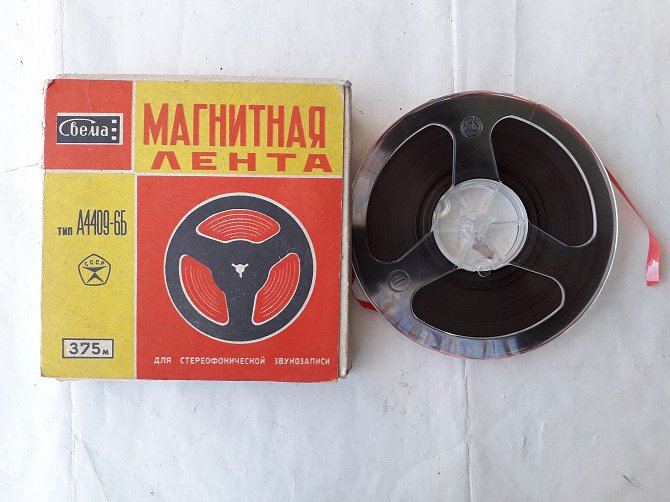 Свема
МАГНИТНАЯ
ЛЕНТА
тип А4409-6Б
СССР
375м
ДЛЯ СТЕРЕОФОНИЧЕСКОЙ ЗВУКОЗАПИСИ